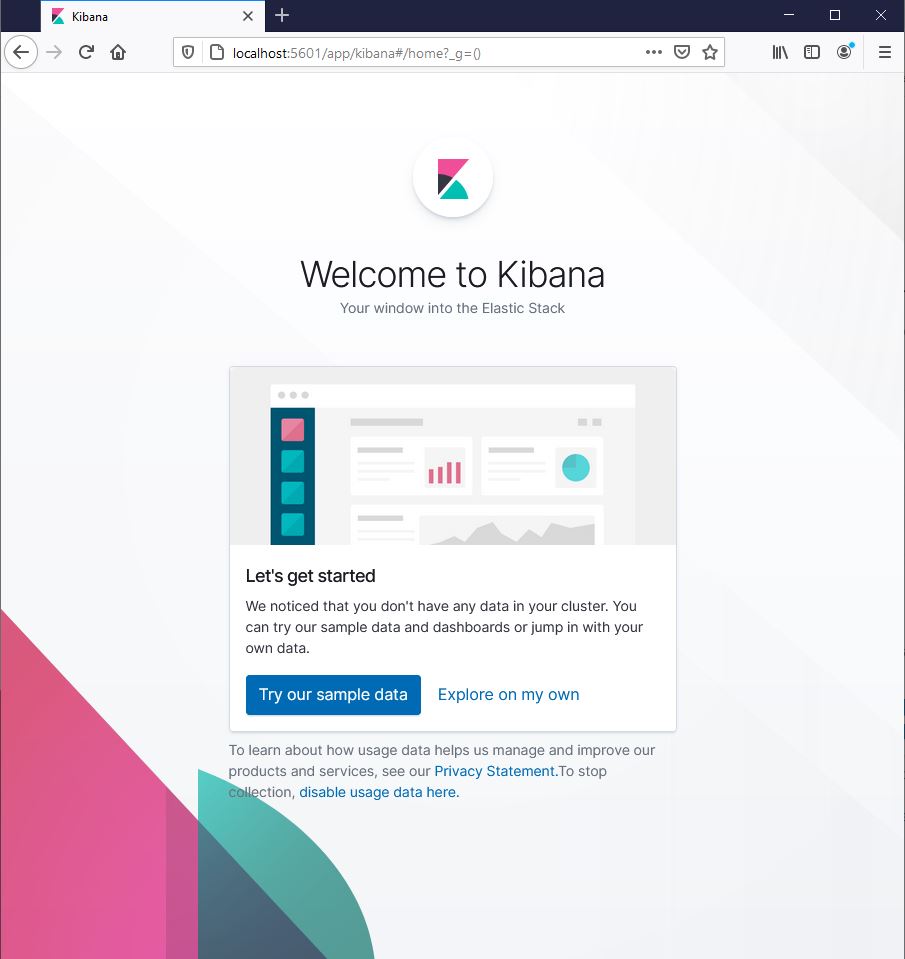 Kibana
localhost:5601/app/kibana#/home?_g=()
Welcome to Kibana
Your window into the Elastic Stack
Let's get started
We noticed that you don't have any data in your cluster. You
can try our sample data and dashboards or jump in with your
own data.
Try our sample data Explore on my own
To learn about how usage data helps us manage and improve our
products and services, see our Privacy Statement.To stop
collection, disable usage data here.